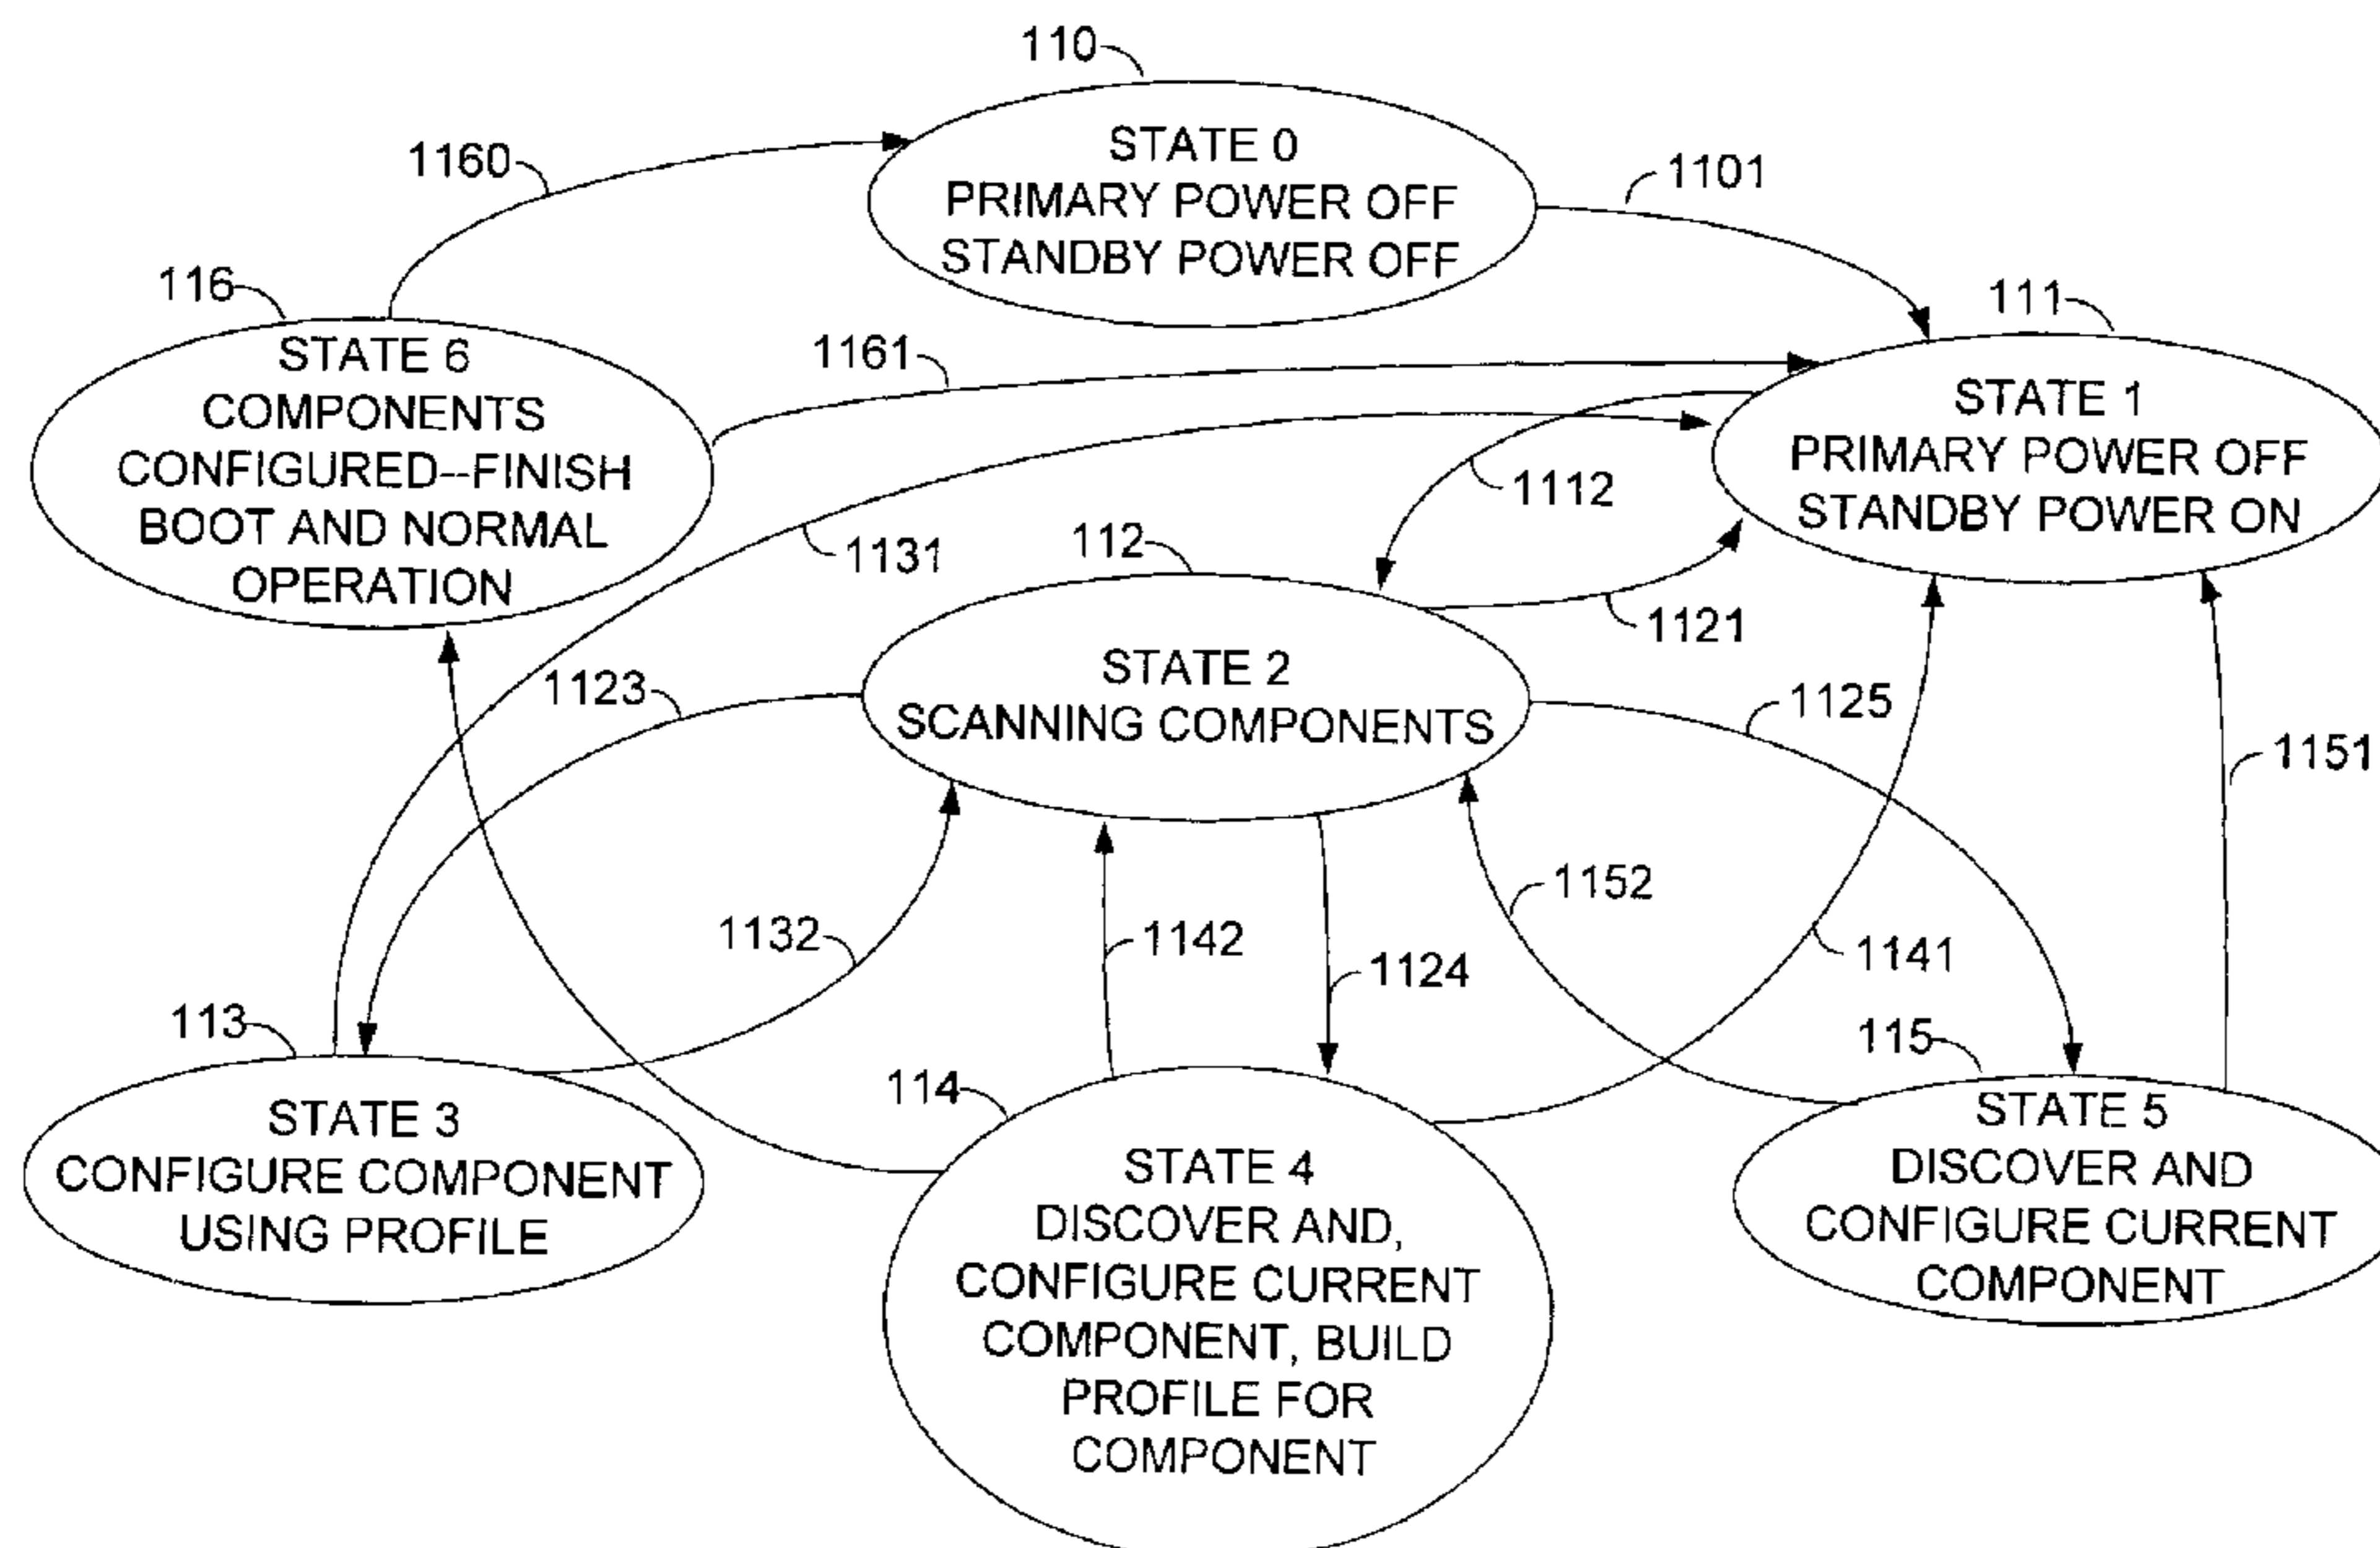 110
STATE 0
PRIMARY POWER OFF
STANDBY POWER OFF
1160
1101
116
STATE 6
COMPONENTS
CONFIGURED--FINISH
BOOT AND NORMAL
OPERATION
1161
111
STATE 1
PRIMARY POWER OFF
STANDBY POWER ON
1112
1131
112
1121
STATE 2
SCANNING COMPONENTS
1123
1125
1151
1152
1132
1142
1124
1141
113
STATE 3
CONFIGURE COMPONENT
USING PROFILE
114
STATE 4
DISCOVER AND,
CONFIGURE CURRENT
COMPONENT, BUILD
PROFILE FOR
COMPONENT
115
STATE 5
DISCOVER AND
CONFIGURE CURRENT
COMPONENT